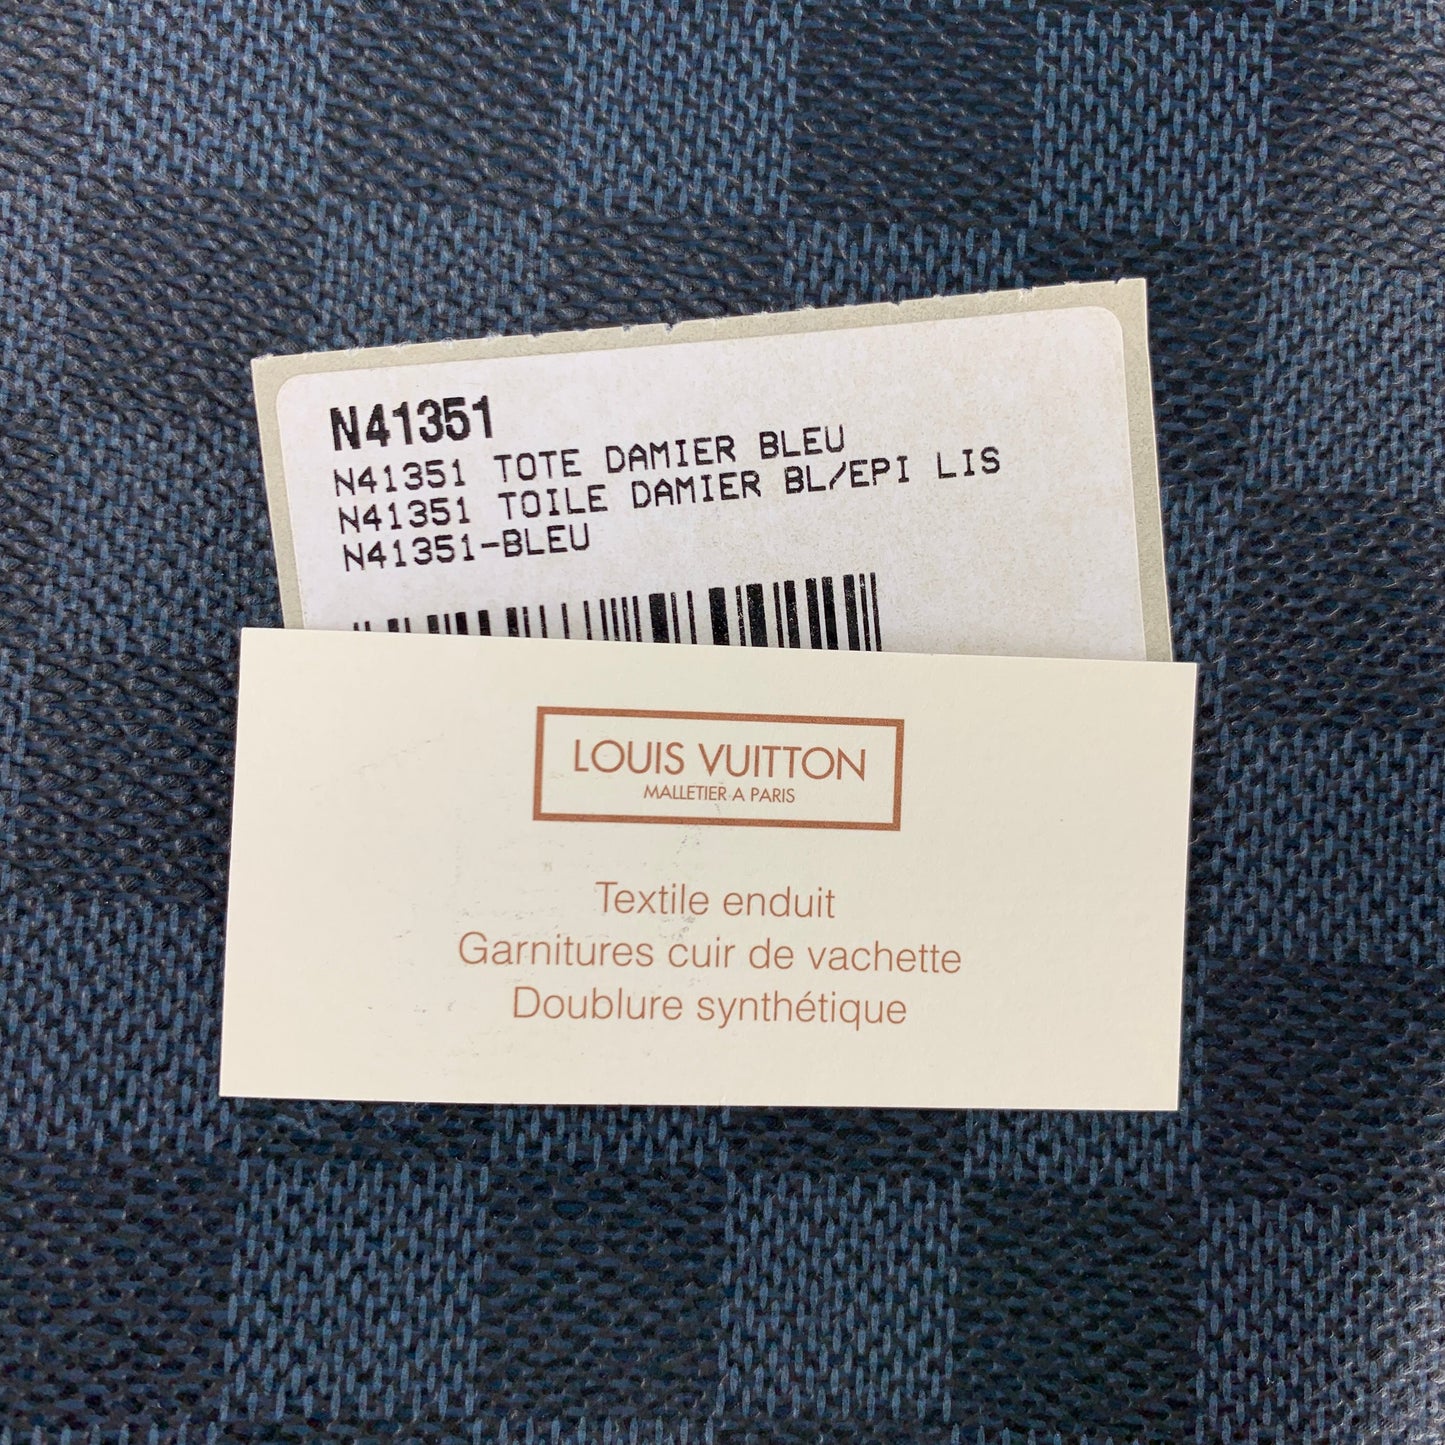 N41351
N41351 TOTE DAMIER BLEU
N41351 TOILE DAMIER BL/EPI LIS
N41351-BLEU
LOUIS VUITTON
MALLETIER A PARIS
Textile enduit
Garnitures cuir de vachette
Doublure synthétique